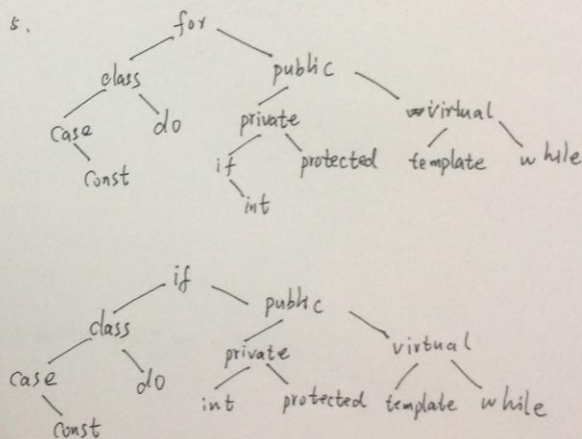 5.
for
class public
case do private virtual
const if protected template while
int
if
class public
case do private virtual
const int protected template while